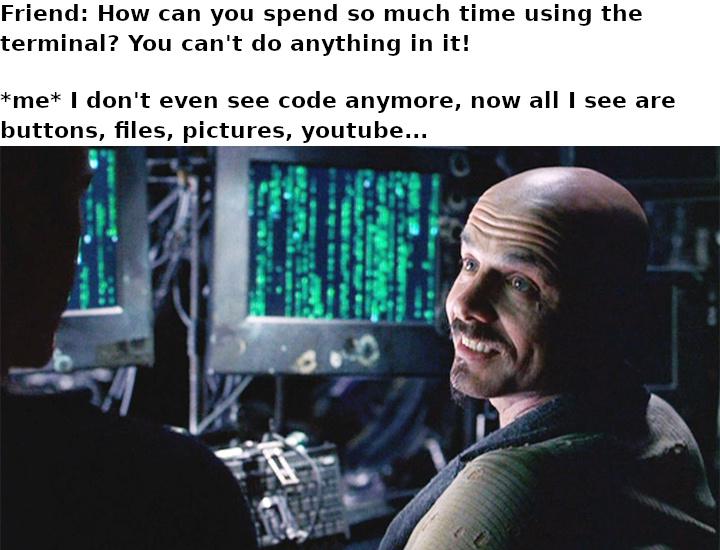 Friend: How can you spend so much time using the
terminal? You can't do anything in it!
*me* I don't even see code anymore, now all I see are
buttons, files, pictures, youtube...